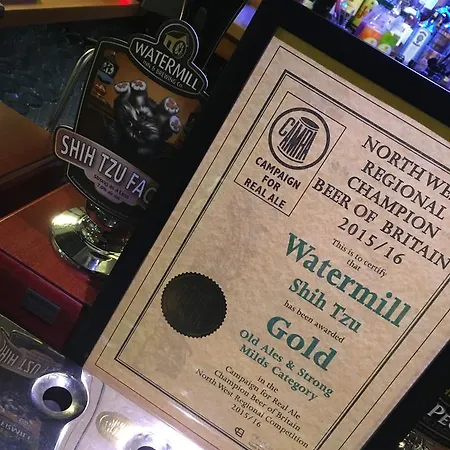 WATERMILL
SHIH TZU FAC
CAMRA
CAMPAIGN
FOR
REAL ALE
NORTHWE
REGIONAL
CHAMPION
BEER OF BRITAIN
2015/16
This is to certify
that
Watermill
Shih Tzu
has been awarded
Gold
Old Ales & Strong
Milds Category
in the
Campaign for Real Ale
Champion Beer of Britain
North West Regional Competition
2015/16
PE